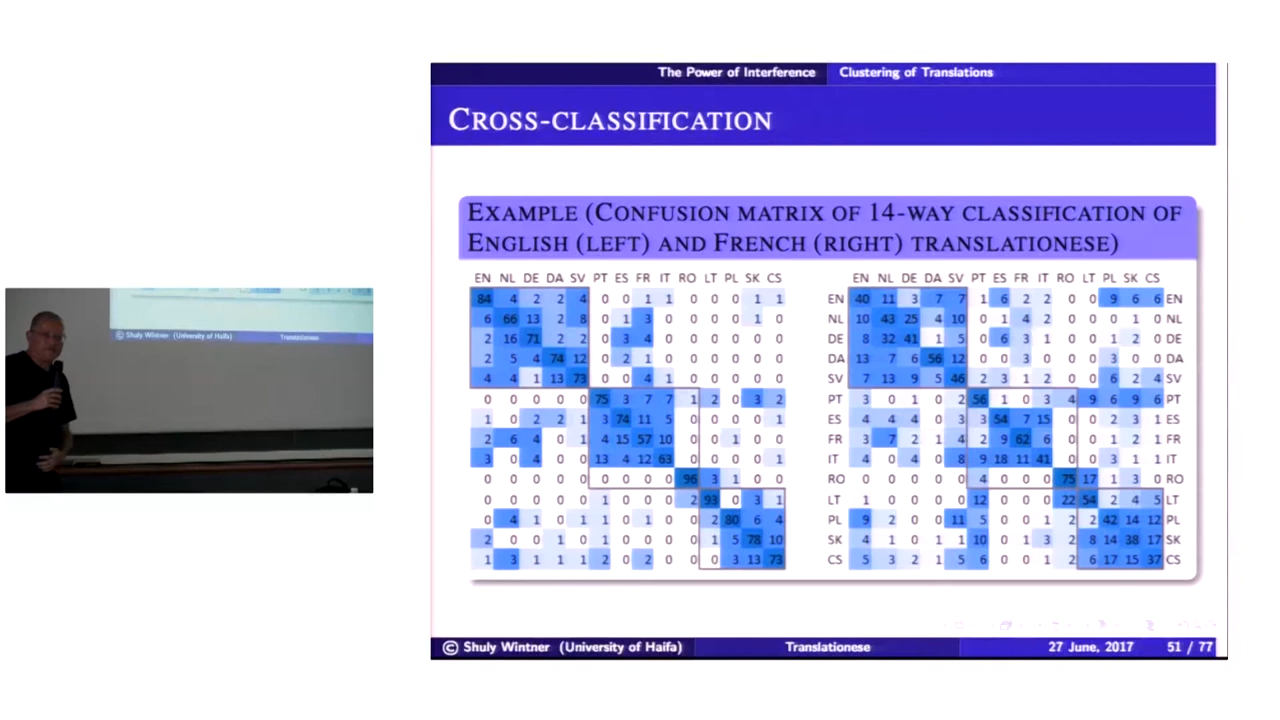 The Power of Interference Clustering of Translations
CROSS-CLASSIFICATION
EXAMPLE (CONFUSION MATRIX OF 14-WAY CLASSIFICATION OF
ENGLISH (LEFT) AND FRENCH (RIGHT) TRANSLATIONESE)
EN NL DE DA SV PT ES FR IT RO LT PL SK CS EN NL DE DA SV PT ES FR IT RO LT PL SK CS
84 4 2 2 4 0 0 1 1 0 0 0 1 1 EN 40 11 3 7 7 1 6 2 2 0 0 9 6 6 EN
6 66 13 2 8 0 1 3 0 0 0 0 1 0 NL 10 43 25 4 10 0 1 4 2 0 0 0 1 0 NL
2 16 71 2 2 0 3 4 0 0 0 0 0 0 DE 8 32 41 1 5 0 6 3 1 0 0 1 2 0 DE
2 5 4 74 12 0 2 1 0 0 0 0 0 0 DA 13 7 6 56 12 0 0 3 0 0 0 3 0 0 DA
4 4 1 13 73 0 0 4 1 0 0 0 0 0 SV 7 13 9 5 46 2 3 1 2 0 0 6 2 4 SV
0 0 0 0 0 75 3 7 7 1 2 0 3 2 PT 3 0 1 0 2 56 1 0 3 4 9 6 9 6 PT
1 0 2 2 1 3 74 11 5 0 0 0 0 1 ES 4 4 4 0 3 3 54 7 15 0 0 2 3 1 ES
2 6 4 0 1 4 15 57 10 0 0 1 0 0 FR 3 7 2 1 4 2 9 62 6 0 0 1 2 1 FR
3 0 4 0 0 13 4 12 63 0 0 0 0 1 IT 4 0 4 0 8 9 18 11 41 0 0 3 1 1 IT
0 0 0 0 0 0 0 0 0 96 3 1 0 0 RO 0 0 0 0 0 4 0 0 0 75 17 1 3 0 RO
0 0 0 0 0 1 0 0 0 2 93 0 3 1 LT 1 0 0 0 0 12 0 0 0 22 54 2 4 5 LT
0 4 1 0 1 1 0 1 0 0 2 80 6 4 PL 9 2 0 0 11 5 0 0 1 2 2 42 14 12 PL
2 0 0 1 0 1 0 0 0 0 1 5 78 10 SK 4 1 0 1 1 10 0 1 3 2 8 14 38 17 SK
1 3 1 1 1 2 0 2 0 0 0 3 13 73 CS 5 3 2 1 5 6 0 0 1 2 6 17 15 37 CS
© Shuly Wintner (University of Haifa) Translationese 27 June, 2017 51 / 77
© Shuly Wintner (University of Haifa) Translationese